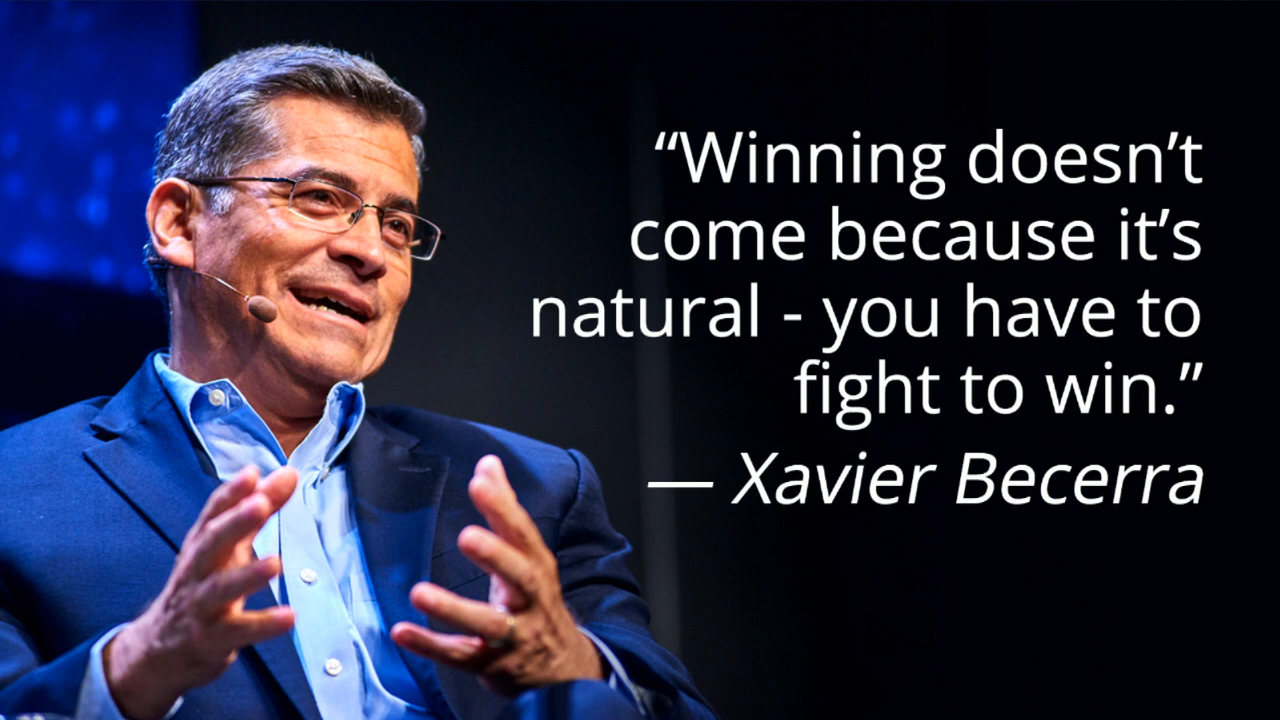 “Winning doesn’t
come because it’s
natural - you have to
fight to win.”
— Xavier Becerra